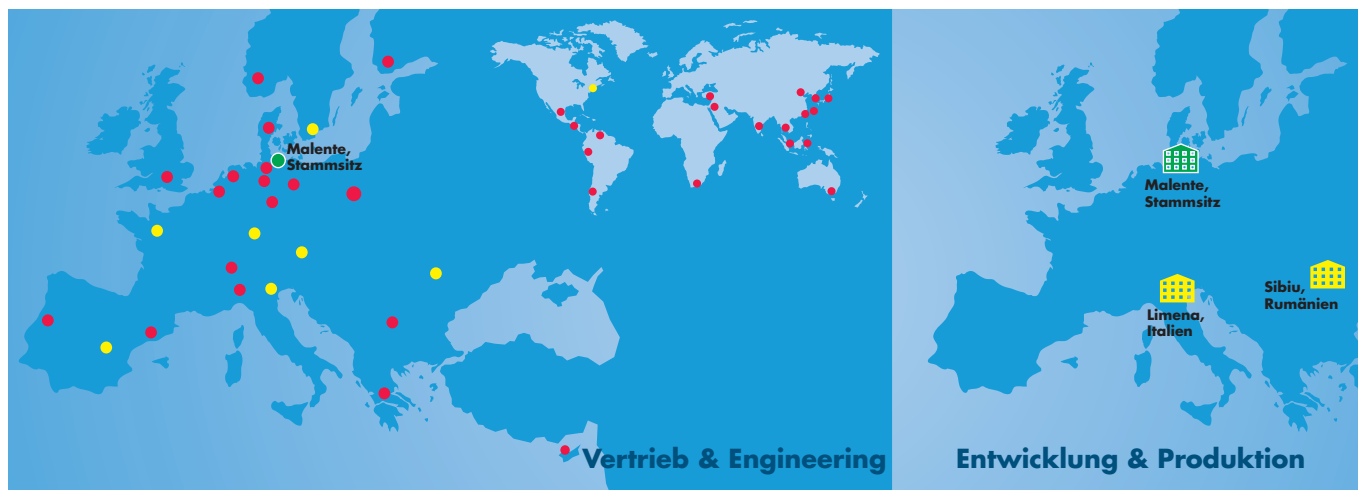 Malente,
Stammsitz
Vertrieb & Engineering
Malente,
Stammsitz
Limena,
Italien
Sibiu,
Rumänien
Entwicklung & Produktion